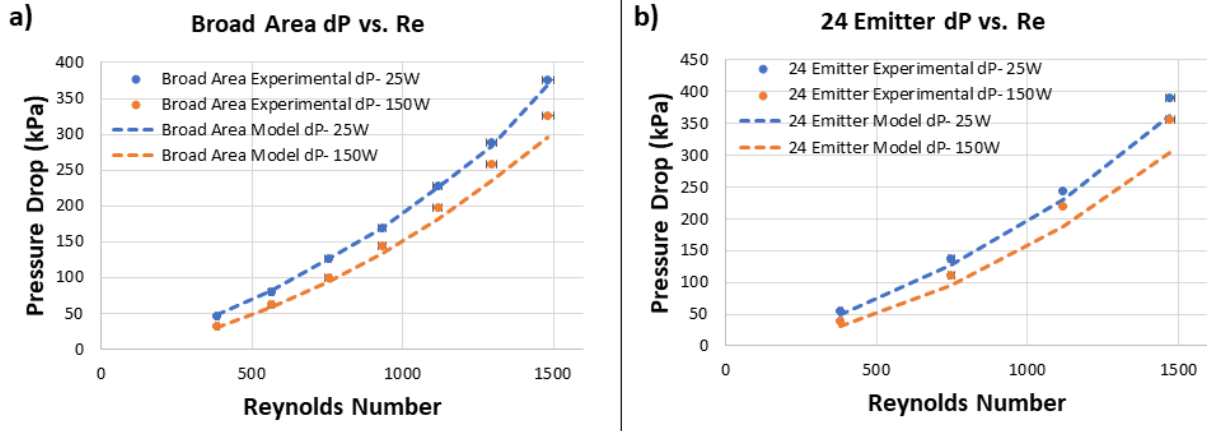 a)
Broad Area dP vs. Re
Pressure Drop (kPa)
400
350
300
250
200
150
100
50
0
Broad Area Experimental dP- 25W
Broad Area Experimental dP- 150W
Broad Area Model dP- 25W
Broad Area Model dP- 150W
0 500 1000 1500
Reynolds Number
b)
24 Emitter dP vs. Re
Pressure Drop (kPa)
450
400
350
300
250
200
150
100
50
0
24 Emitter Experimental dP- 25W
24 Emitter Experimental dP- 150W
24 Emitter Model dP- 25W
24 Emitter Model dP- 150W
0 500 1000 1500
Reynolds Number